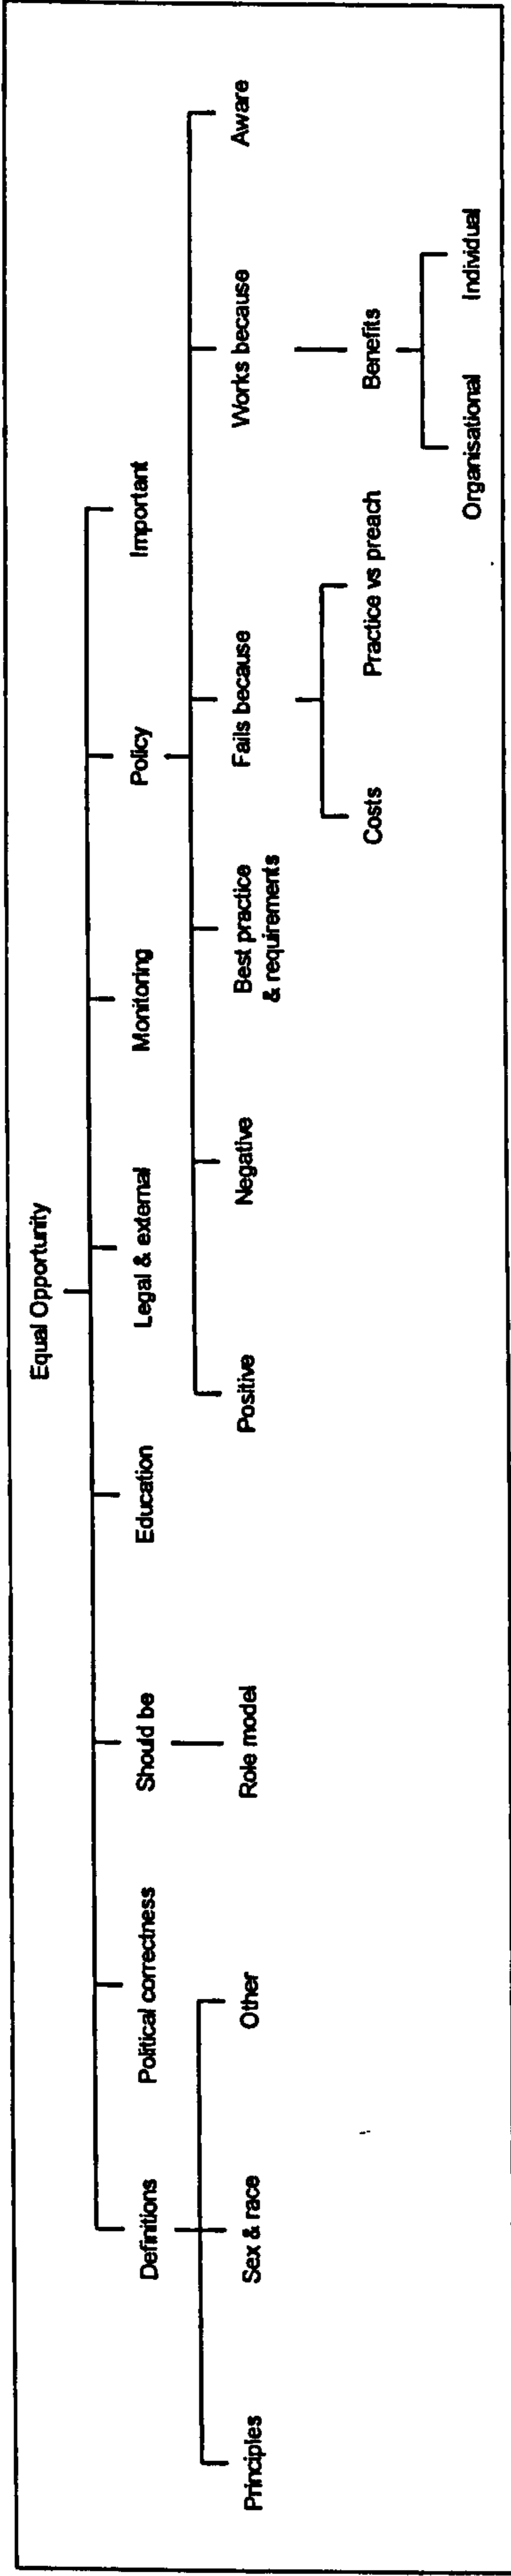 Equal Opportunity
Definitions
Political correctness
Should be
Education
Legal & external
Monitoring
Policy
Important
Principles
Sex & race
Other
Role model
Positive
Negative
Best practice
& requirements
Fails because
Works because
Aware
Costs
Practice vs preach
Benefits
Organisational
Individual